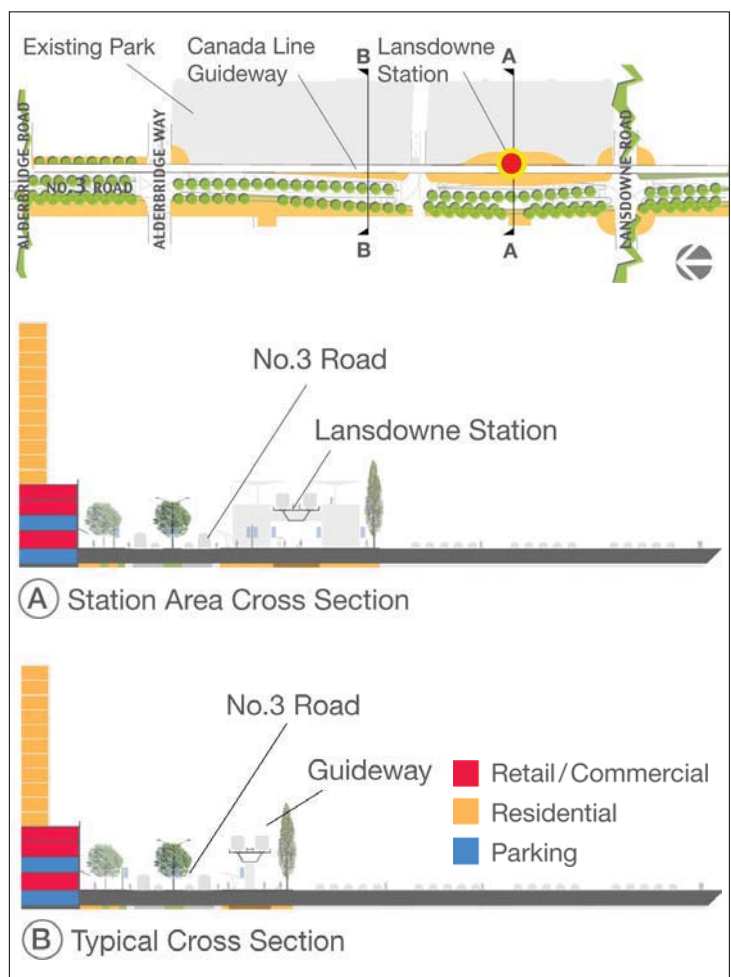 Existing Park
Canada Line
Guideway
Lansdowne
Station
B
A
ALDERBRIDGE ROAD
No.3 ROAD
ALDERBRIDGE WAY
LANSDOWNE ROAD
B
A
No.3 Road
Lansdowne Station
A Station Area Cross Section
No.3 Road
Guideway
Retail/Commercial
Residential
Parking
B Typical Cross Section